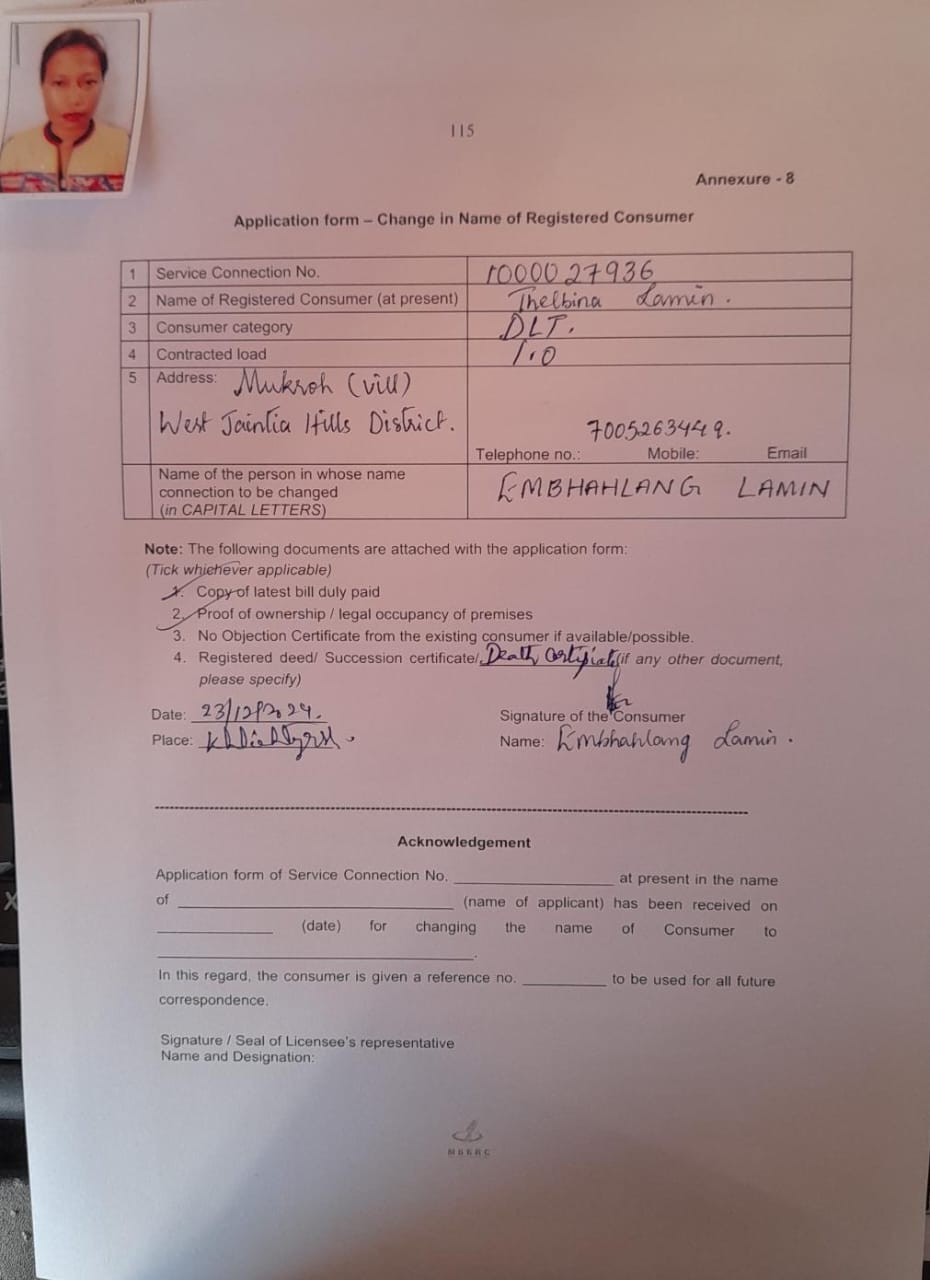 115
Annexure - 8
Application form – Change in Name of Registered Consumer
1 Service Connection No. 1000027936
2 Name of Registered Consumer (at present) Thelbina Lamin.
3 Consumer category DLT.
4 Contracted load 1.0
5 Address: Mukroh (vill)
West Jaintia Hills District.
7005263449.
Telephone no.: Mobile: Email
Name of the person in whose name
connection to be changed
(in CAPITAL LETTERS)
EMBHAHLANG LAMIN
Note: The following documents are attached with the application form:
(Tick whichever applicable)
1. Copy of latest bill duly paid
2. Proof of ownership / legal occupancy of premises
3. No Objection Certificate from the existing consumer if available/possible.
4. Registered deed/ Succession certificate/ Death Certificate (if any other document,
please specify)
Date: 23/12/2024.
Signature of the Consumer
Place:
Name: Embhahlang Lamin.
Acknowledgement
Application form of Service Connection No. ______________ at present in the name
of ______________ (name of applicant) has been received on
______________ (date) for changing the name of Consumer to
______________.
In this regard, the consumer is given a reference no. __________ to be used for all future
correspondence.
Signature / Seal of Licensee's representative
Name and Designation: